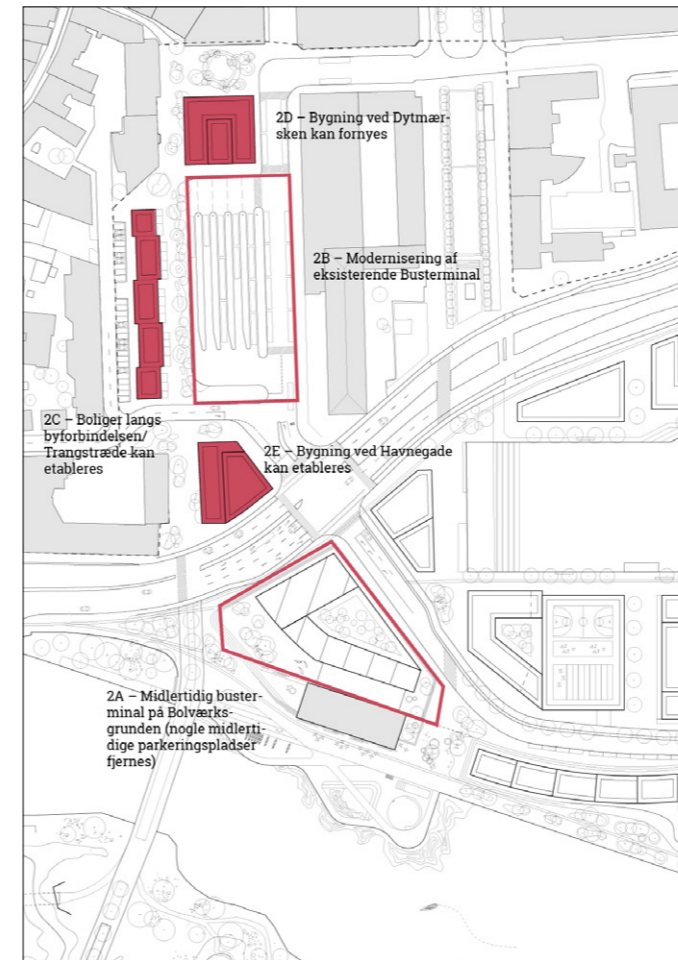 2D – Bygning ved Dytmær-
sken kan fornyes
2B – Modernisering af
eksisterende Busterminal
2C – Boliger langs
byforbindelsen/
Trangstræde kan
etableres
2E – Bygning ved Havnegade
kan etableres
2A – Midlertidig buster-
minal på Bolværks-
grunden (nogle midlerti-
dige parkeringspladser
fjernes)